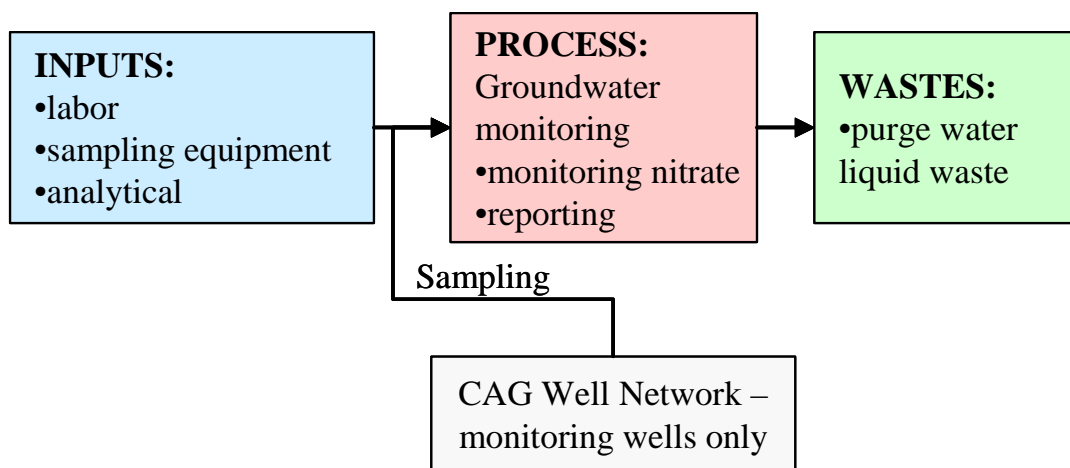 INPUTS:
•labor
•sampling equipment
•analytical
PROCESS:
Groundwater
monitoring
•monitoring nitrate
•reporting
WASTES:
•purge water
liquid waste
Sampling
CAG Well Network –
monitoring wells only